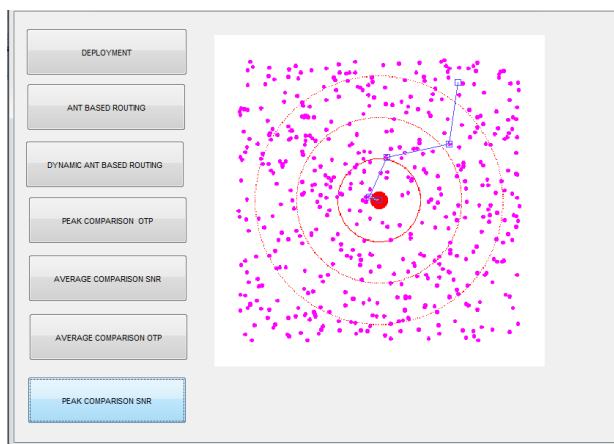 DEPLOYMENT
ANT BASED ROUTING
DYNAMIC ANT BASED ROUTING
PEAK COMPARISON OTP
AVERAGE COMPARISON SNR
AVERAGE COMPARISON OTP
PEAK COMPARISON SNR